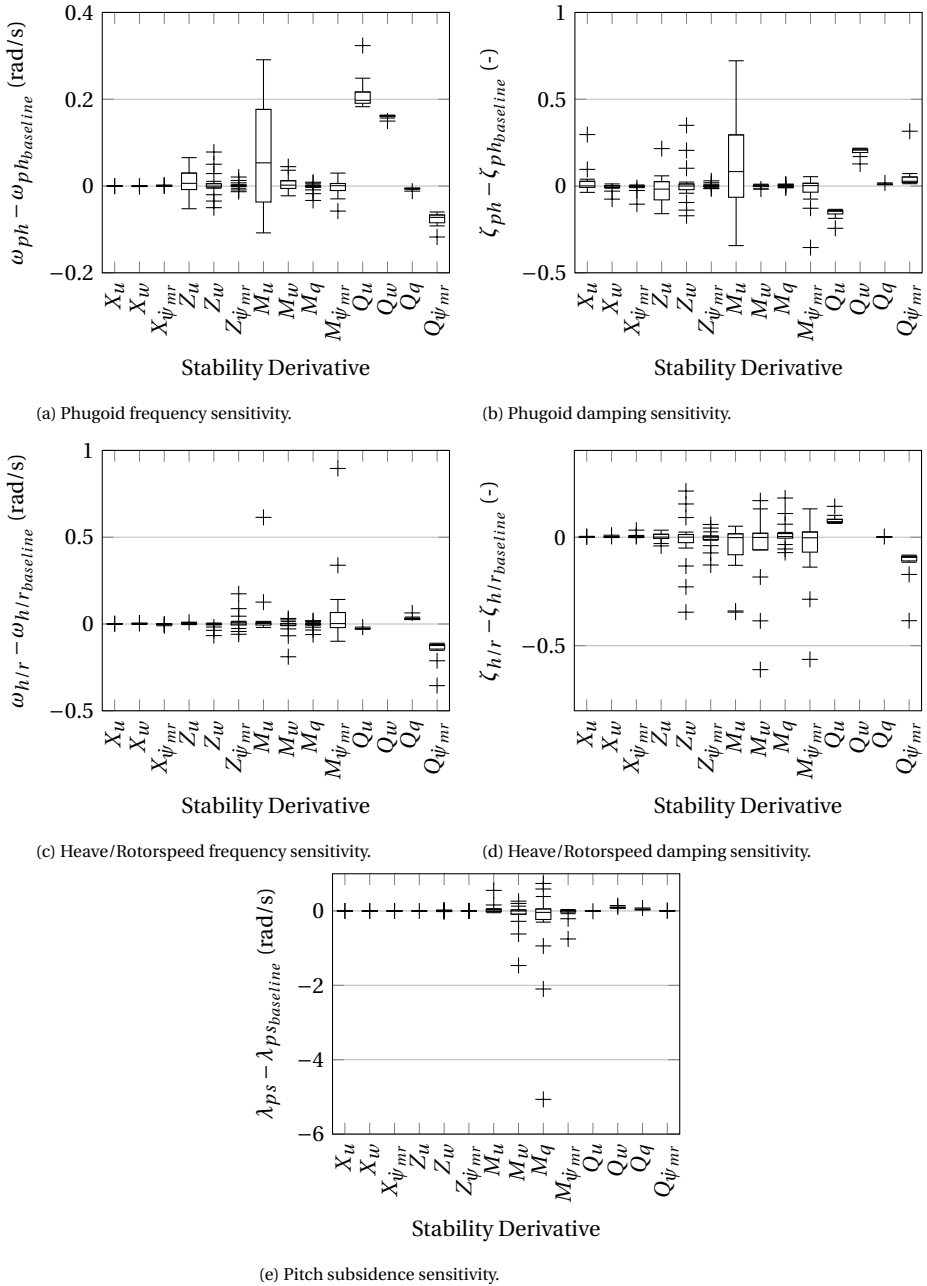 0.4
0.2
0
−0.2
ω_ph − ω_ph_baseline (rad/s)
X_u X_w X_ψ̇_mr Z_u Z_w Z_ψ̇_mr M_u M_w M_q M_ψ̇_mr Q_u Q_w Q_q Q_ψ̇_mr
Stability Derivative
(a) Phugoid frequency sensitivity.
1
0.5
0
−0.5
ζ_ph − ζ_ph_baseline (-)
X_u X_w X_ψ̇_mr Z_u Z_w Z_ψ̇_mr M_u M_w M_q M_ψ̇_mr Q_u Q_w Q_q Q_ψ̇_mr
Stability Derivative
(b) Phugoid damping sensitivity.
1
0.5
0
−0.5
ω_h/r − ω_h/r_baseline (rad/s)
X_u X_w X_ψ̇_mr Z_u Z_w Z_ψ̇_mr M_u M_w M_q M_ψ̇_mr Q_u Q_w Q_q Q_ψ̇_mr
Stability Derivative
(c) Heave/Rotorspeed frequency sensitivity.
0
−0.5
ζ_h/r − ζ_h/r_baseline (-)
X_u X_w X_ψ̇_mr Z_u Z_w Z_ψ̇_mr M_u M_w M_q M_ψ̇_mr Q_u Q_w Q_q Q_ψ̇_mr
Stability Derivative
(d) Heave/Rotorspeed damping sensitivity.
0
−2
−4
−6
λ_ps − λ_ps_baseline (rad/s)
X_u X_w X_ψ̇_mr Z_u Z_w Z_ψ̇_mr M_u M_w M_q M_ψ̇_mr Q_u Q_w Q_q Q_ψ̇_mr
Stability Derivative
(e) Pitch subsidence sensitivity.